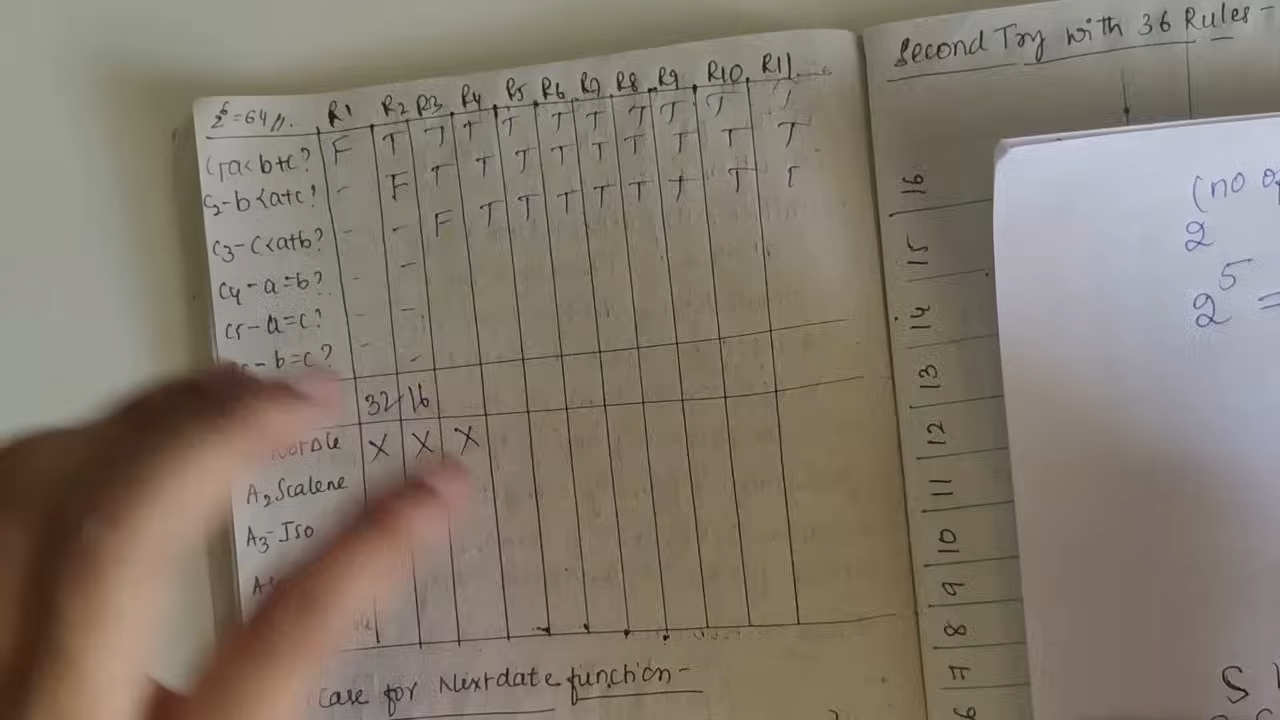 2⁶=64//. R1 R2 R3 R4 R5 R6 R7 R8 R9 R10 R11
C1 a<b+c? F T T T T T T T T T T
C2-b<a+c? - F T T T T T T T T T
C3-C<a+b? - - F T T T T T T T T
C4-a=b? - -
C5-a=c? - -
-b=c? - -
32 16
X X X
A2 Scalene
A3-Iso
case for Nextdate function-
Second Try with 36 Rules-
16
15
14
13
12
11
10
9
8
7
6
(no o
2
2⁵ =
S